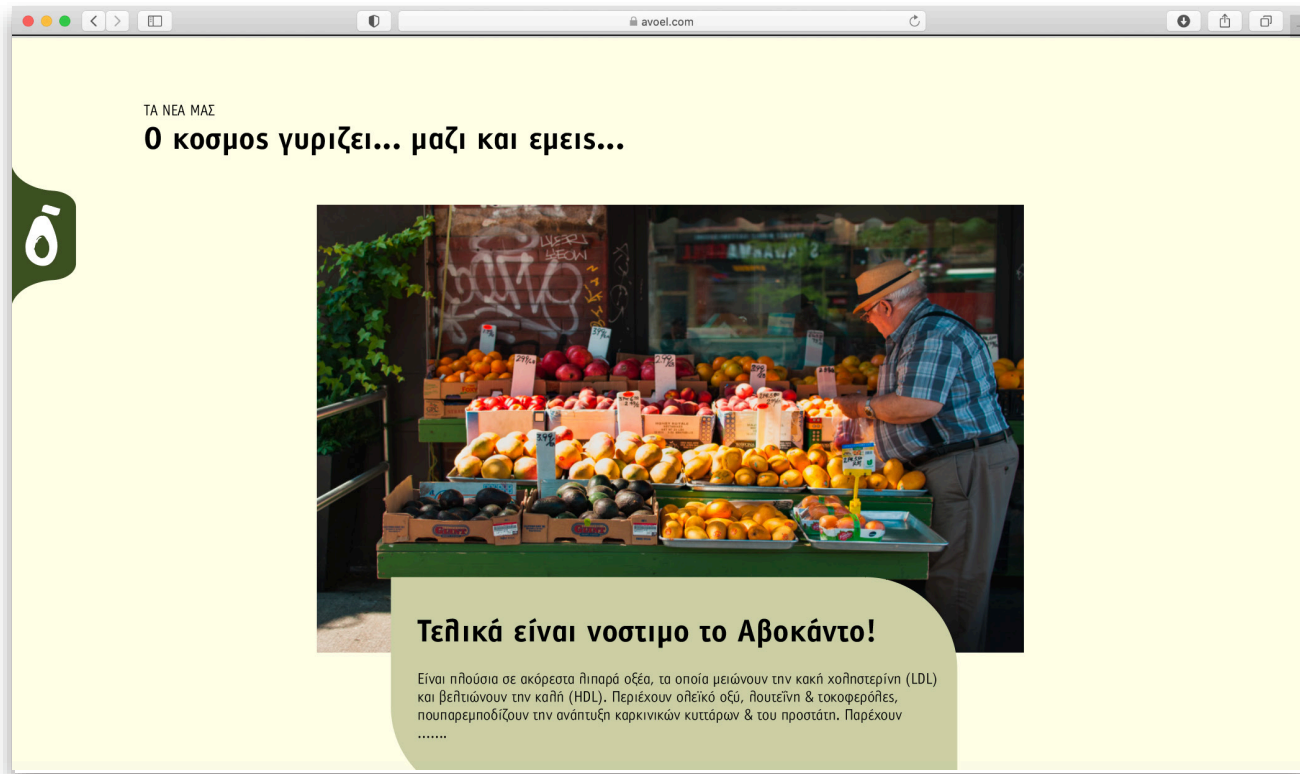 avoel.com
ΤΑ ΝΕΑ ΜΑΣ
Ο κοσμος γυριζει... μαζι και εμεις...
Τελικά είναι νοστιμο το Αβοκάντο!
Είναι πλούσια σε ακόρεστα λιπαρά οξέα, τα οποία μειώνουν την κακή χοληστερίνη (LDL)
και βελτιώνουν την καλή (HDL). Περιέχουν ολεϊκό οξύ, λουτεΐνη & τοκοφερόλες,
πουπαρεμποδίζουν την ανάπτυξη καρκινικών κυττάρων & του προστάτη. Παρέχουν
.......